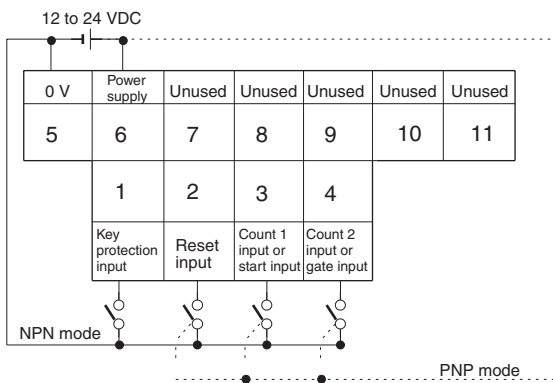 12 to 24 VDC
0 V
Power
supply
Unused
Unused
Unused
Unused
Unused
5
6
7
8
9
10
11
1
2
3
4
Key
protection
input
Reset
input
Count 1
input or
start input
Count 2
input or
gate input
NPN mode
PNP mode